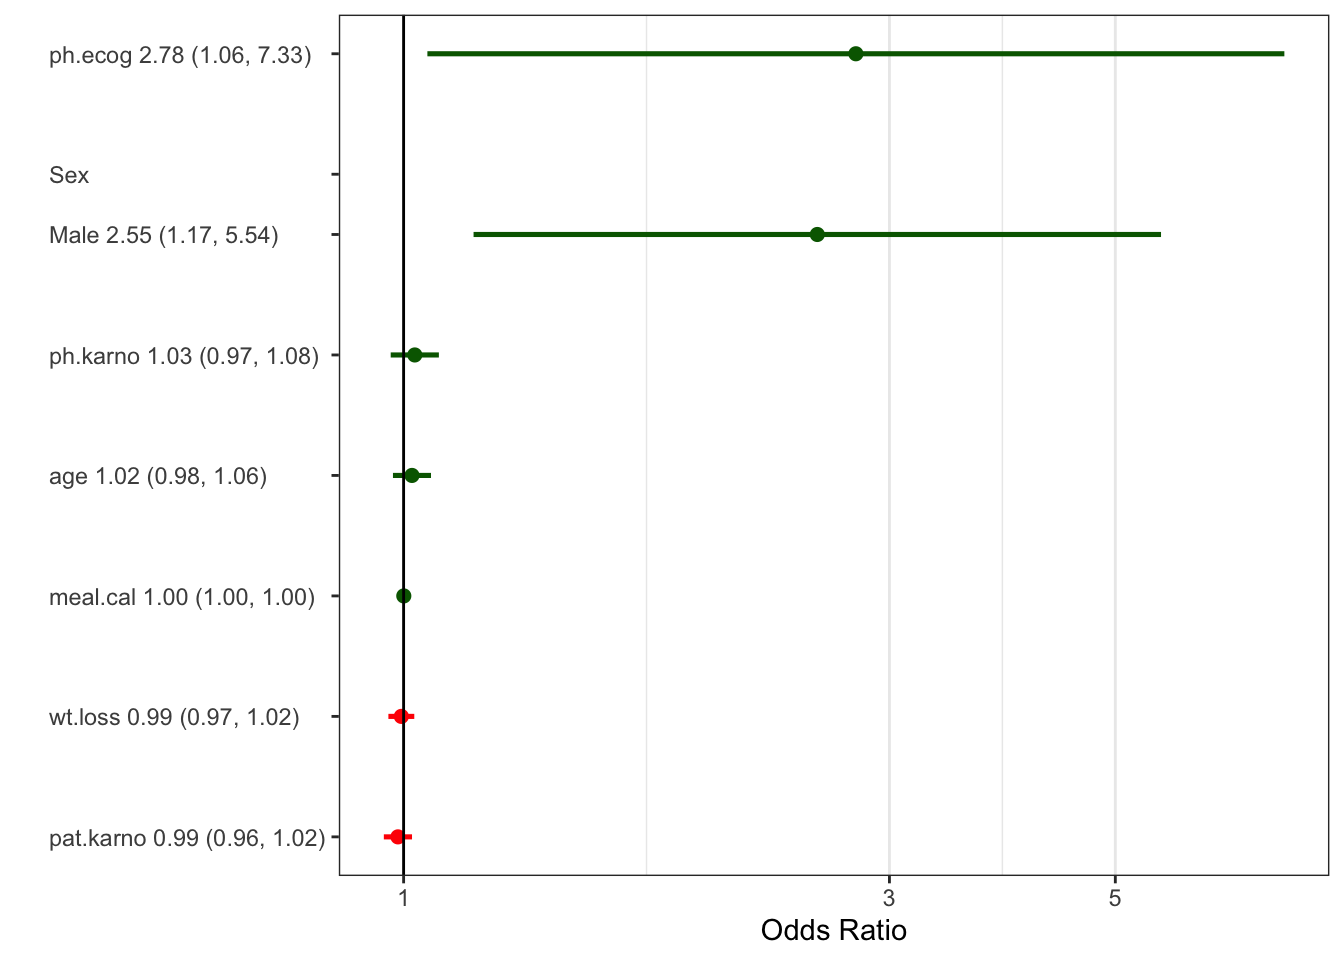 ph.ecog 2.78 (1.06, 7.33)
Sex
Male 2.55 (1.17, 5.54)
ph.karno 1.03 (0.97, 1.08)
age 1.02 (0.98, 1.06)
meal.cal 1.00 (1.00, 1.00)
wt.loss 0.99 (0.97, 1.02)
pat.karno 0.99 (0.96, 1.02)
1 3 5
Odds Ratio